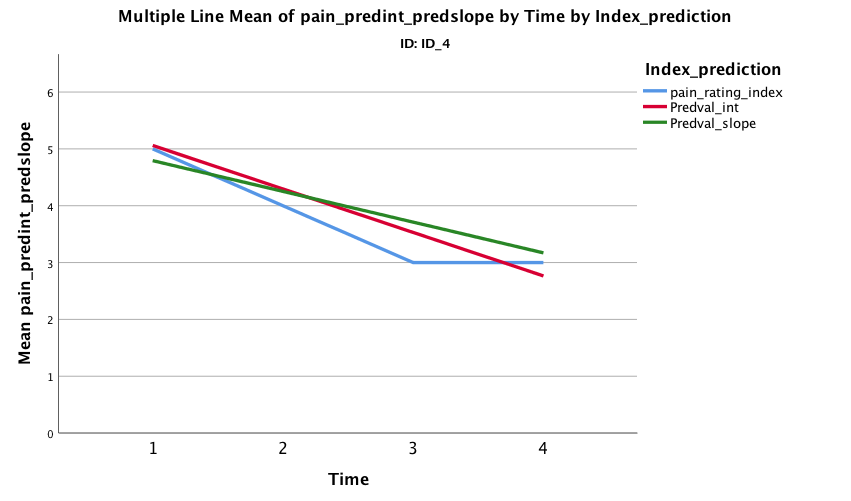 Multiple Line Mean of pain_predint_predslope by Time by Index_prediction
ID: ID_4
Index_prediction
pain_rating_index
Predval_int
Predval_slope
Mean pain_predint_predslope
6
5
4
3
2
1
0
1 2 3 4
Time